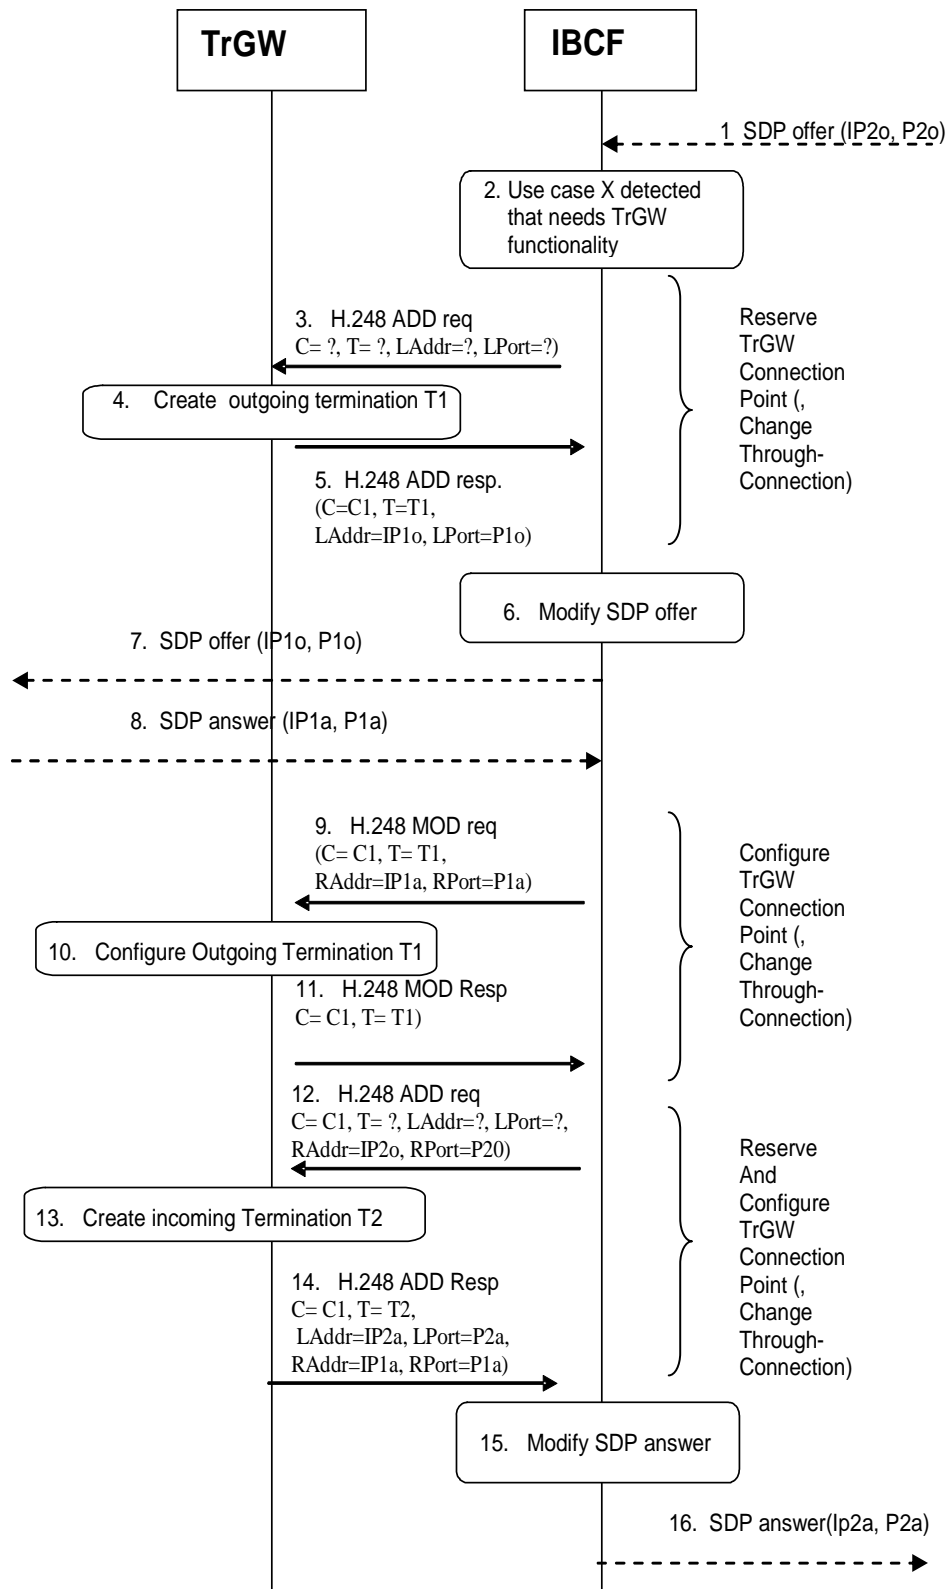 TrGW
IBCF
1 SDP offer (IP2o, P2o)
2. Use case X detected
that needs TrGW
functionality
3. H.248 ADD req
C= ?, T= ?, LAddr=?, LPort=?)
Reserve
TrGW
Connection
Point (,
Change
Through-
Connection)
4. Create outgoing termination T1
5. H.248 ADD resp.
(C=C1, T=T1,
LAddr=IP1o, LPort=P1o)
6. Modify SDP offer
7. SDP offer (IP1o, P1o)
8. SDP answer (IP1a, P1a)
9. H.248 MOD req
(C= C1, T= T1,
RAddr=IP1a, RPort=P1a)
Configure
TrGW
Connection
Point (,
Change
Through-
Connection)
10. Configure Outgoing Termination T1
11. H.248 MOD Resp
C= C1, T= T1)
12. H.248 ADD req
C= C1, T= ?, LAddr=?, LPort=?,
RAddr=IP2o, RPort=P20)
Reserve
And
Configure
TrGW
Connection
Point (,
Change
Through-
Connection)
13. Create incoming Termination T2
14. H.248 ADD Resp
C= C1, T= T2,
LAddr=IP2a, LPort=P2a,
RAddr=IP1a, RPort=P1a)
15. Modify SDP answer
16. SDP answer(Ip2a, P2a)